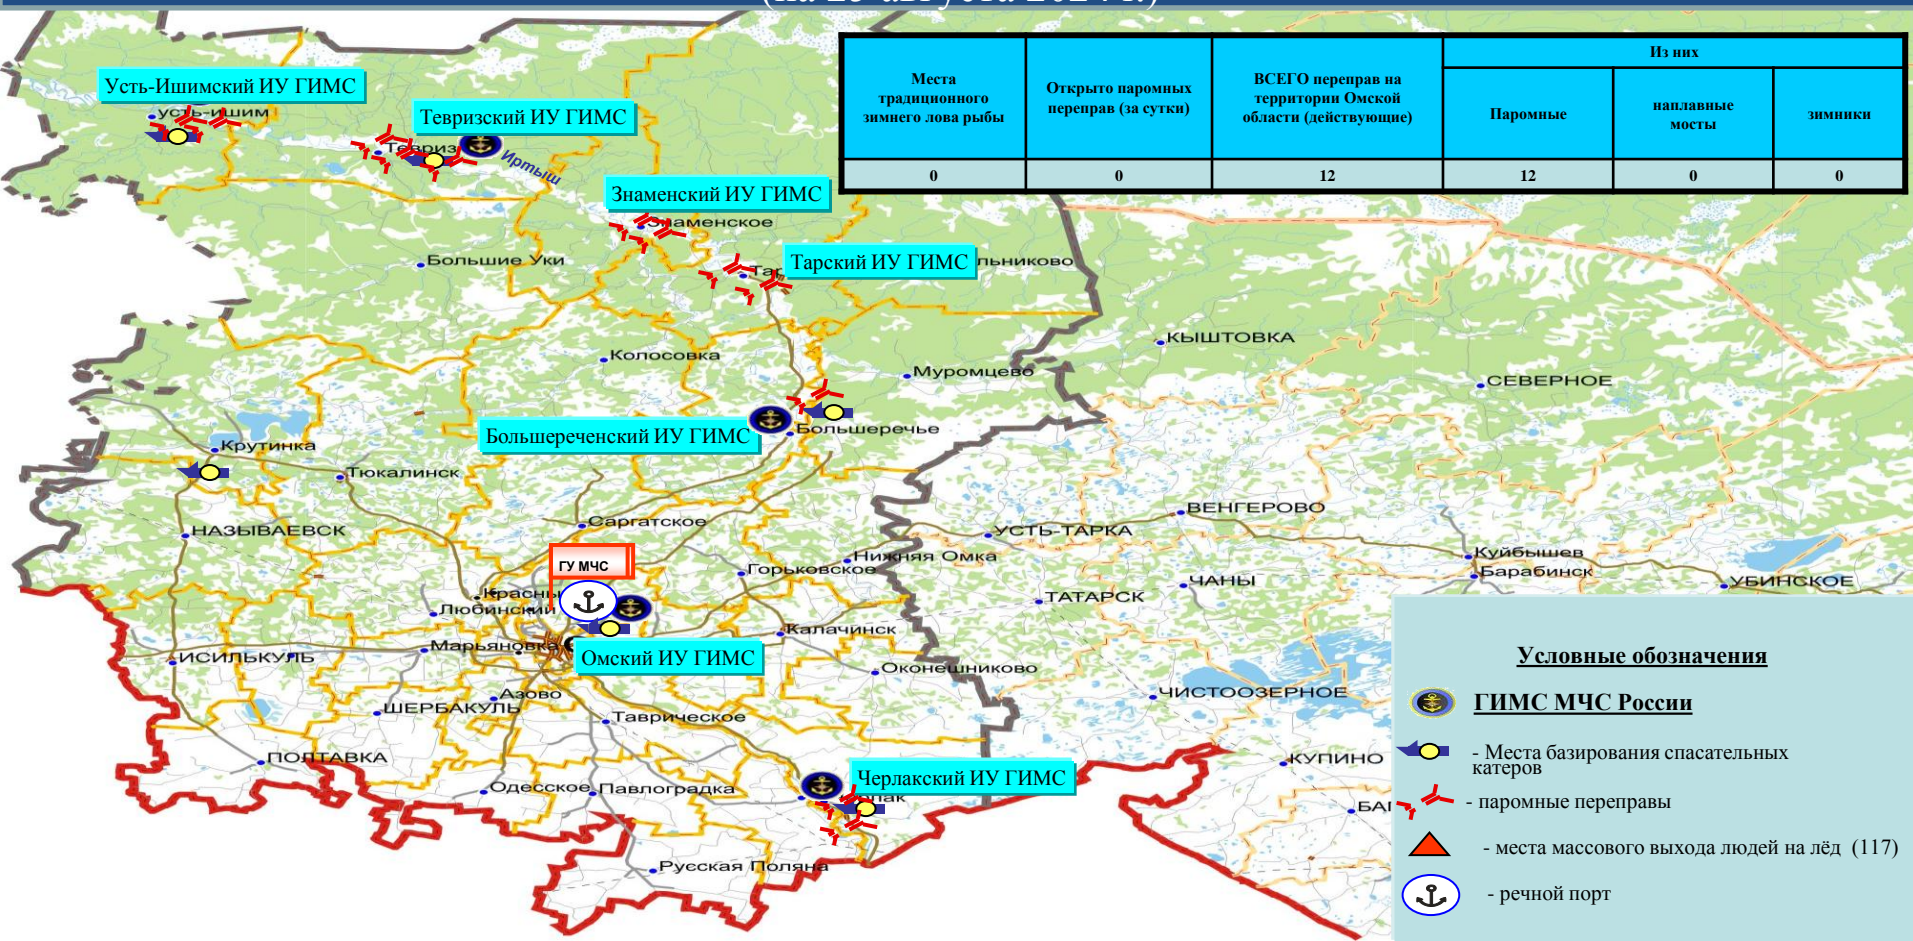 Места
традиционного
зимнего лова рыбы
Открыто паромных
переправ (за сутки)
ВСЕГО переправ на
территории Омской
области (действующие)
Из них
Паромные
наплавные
мосты
зимники
0
0
12
12
0
0
Усть-Ишимский ИУ ГИМС
усть-ишим
Тевризский ИУ ГИМС
Иртыш
Знаменский ИУ ГИМС
Знаменское
Большие Уки
Тарский ИУ ГИМС
Колосовка
КЫШТОВКА
Муромцево
СЕВЕРНОЕ
Большереченский ИУ ГИМС
Большеречье
Крутинка
Тюкалинск
ВЕНГЕРОВО
Саргатское
НАЗЫВАЕВСК
УСТЬ-ТАРКА
Нижняя Омка
Куйбышев
ГУ МЧС
Горьковское
Барабинск
ЧАНЫ
УБИНСКОЕ
Любинский
ТАТАРСК
Калачинск
Марьяновка
ИСИЛЬКУЛЬ
Омский ИУ ГИМС
Оконешниково
Азово
ЧИСТООЗЕРНОЕ
ШЕРБАКУЛЬ
Таврическое
ПОЛТАВКА
КУПИНО
Черлакский ИУ ГИМС
Одесское
Павлоградка
Русская Поляна
Условные обозначения
ГИМС МЧС России
- Места базирования спасательных
катеров
- паромные переправы
- места массового выхода людей на лёд (117)
- речной порт